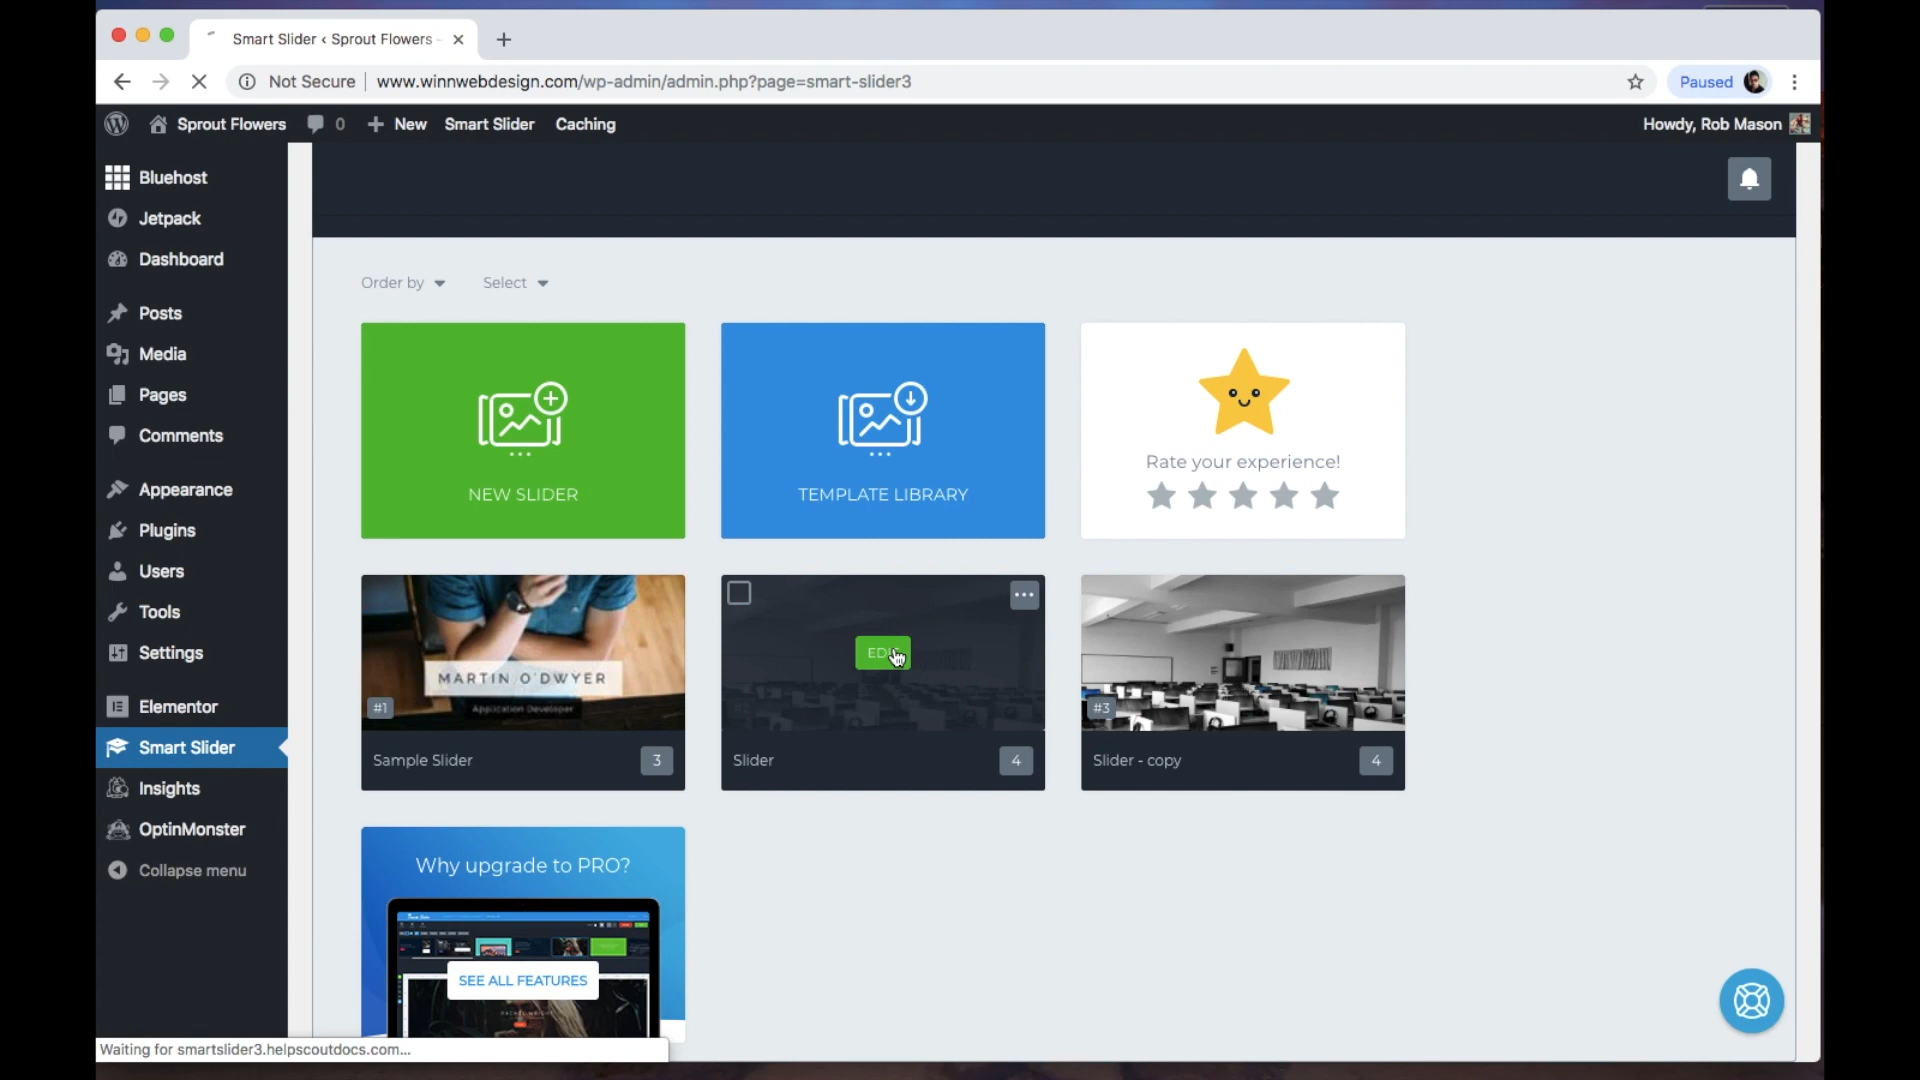 Smart Slider ‹ Sprout Flowers -
Not Secure www.winnwebdesign.com/wp-admin/admin.php?page=smart-slider3
Paused
Sprout Flowers 0 New Smart Slider Caching
Howdy, Rob Mason
Bluehost
Jetpack
Dashboard
Posts
Media
Pages
Comments
Appearance
Plugins
Users
Tools
Settings
Elementor
Smart Slider
Insights
OptinMonster
Collapse menu
Order by Select
NEW SLIDER
TEMPLATE LIBRARY
Rate your experience!
MARTIN O'DWYER
Application Developer
#1
Sample Slider 3
Slider 4
#3
Slider - copy 4
Why upgrade to PRO?
SEE ALL FEATURES
Waiting for smartslider3.helpscoutdocs.com...